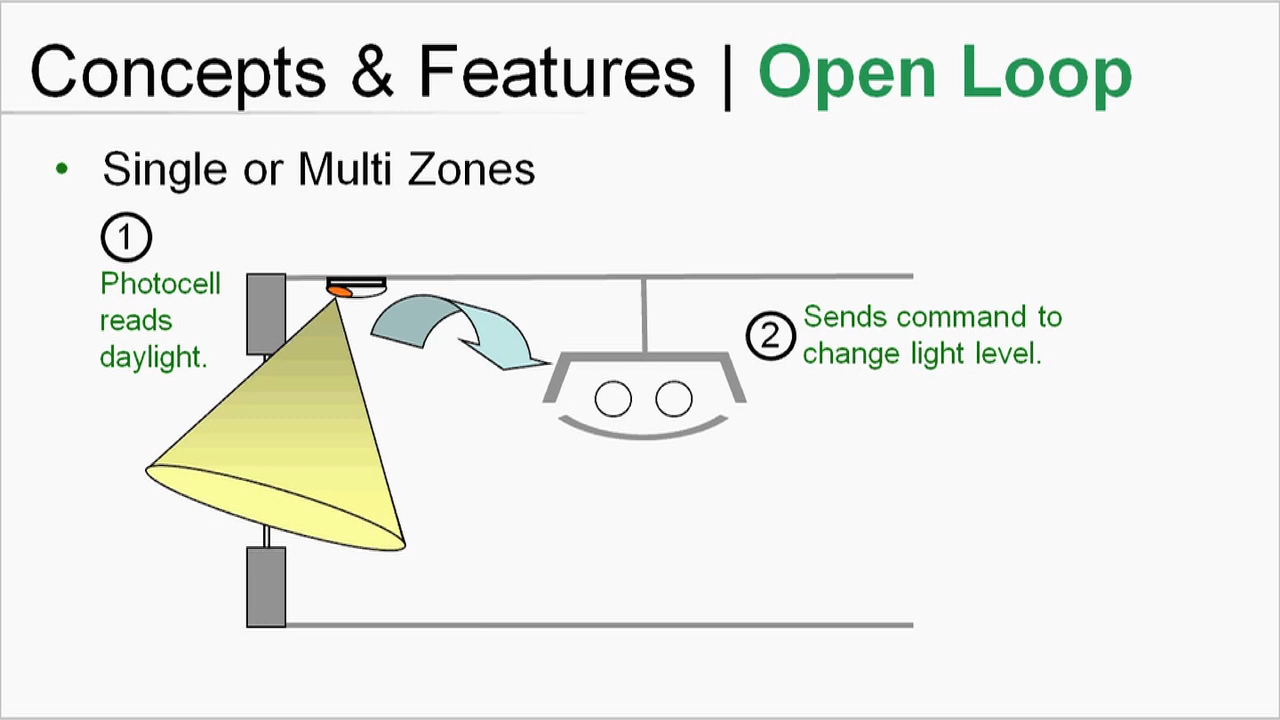 Concepts & Features | Open Loop
• Single or Multi Zones
1
Photocell
reads
daylight.
2
Sends command to
change light level.